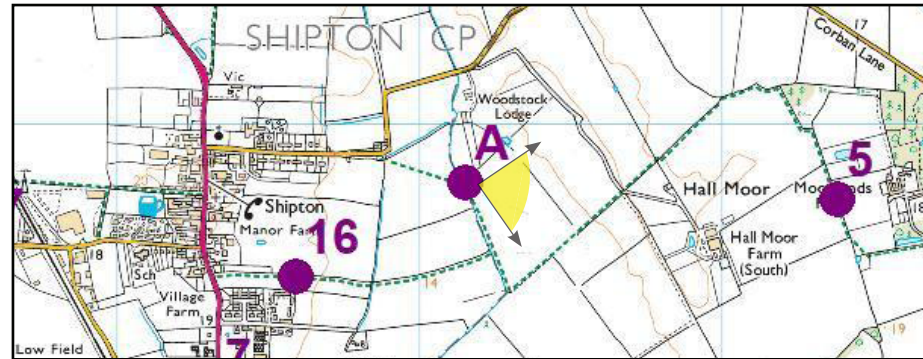 SHIPTON CP
17
Corban Lane
Vic
Woodstock
Lodge
A
5
Hall Moor
Shipton
Manor Farm
16
Hall Moor
Farm
(South)
18
18
Sch
14
Village
Farm
19
7
Low Field
19